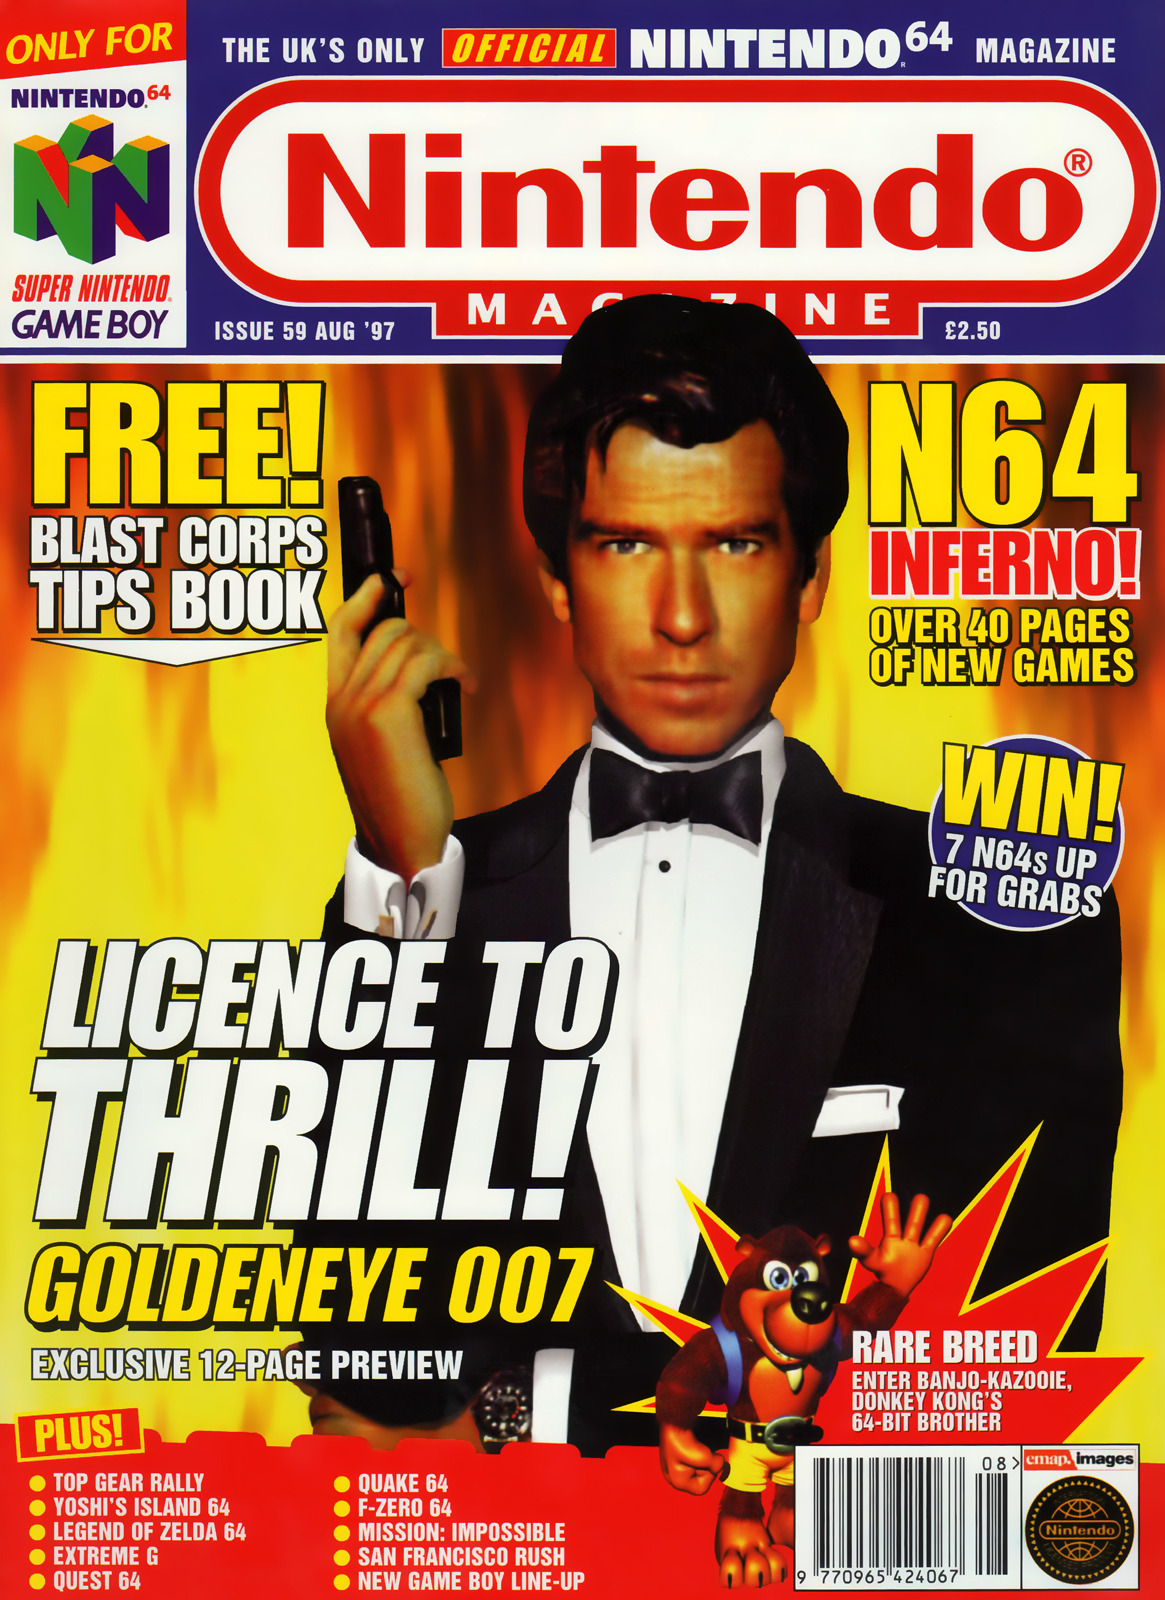 ONLY FOR
NINTENDO 64
SUPER NINTENDO
GAME BOY
THE UK'S ONLY OFFICIAL NINTENDO 64 MAGAZINE
Nintendo®
MAGAZINE
ISSUE 59 AUG '97
£2.50
FREE!
BLAST CORPS
TIPS BOOK
N64
INFERNO!
OVER 40 PAGES
OF NEW GAMES
WIN!
7 N64s UP
FOR GRABS
LICENCE TO
THRILL!
GOLDENEYE 007
EXCLUSIVE 12-PAGE PREVIEW
RARE BREED
ENTER BANJO-KAZOOIE,
DONKEY KONG'S
64-BIT BROTHER
PLUS!
TOP GEAR RALLY
YOSHI'S ISLAND 64
LEGEND OF ZELDA 64
EXTREME G
QUEST 64
QUAKE 64
F-ZERO 64
MISSION: IMPOSSIBLE
SAN FRANCISCO RUSH
NEW GAME BOY LINE-UP
08>
9 770965 424067
emap. images
Nintendo